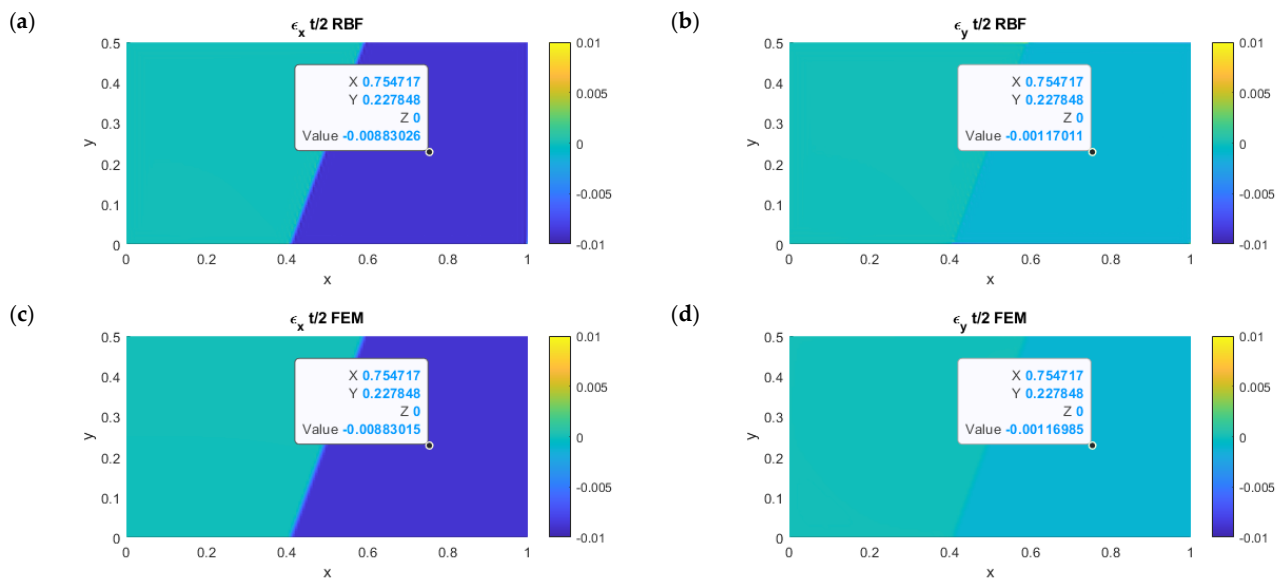 (a)
ϵx t/2 RBF
0.5
0.4
0.3
0.2
0.1
0
y
0
0.2
0.4
0.6
0.8
1
x
X 0.754717
Y 0.227848
Z 0
Value -0.00883026
0.01
0.005
0
-0.005
-0.01
(b)
ϵy t/2 RBF
0.5
0.4
0.3
0.2
0.1
0
y
0
0.2
0.4
0.6
0.8
1
x
X 0.754717
Y 0.227848
Z 0
Value -0.00117011
0.01
0.005
0
-0.005
-0.01
(c)
ϵx t/2 FEM
0.5
0.4
0.3
0.2
0.1
0
y
0
0.2
0.4
0.6
0.8
1
x
X 0.754717
Y 0.227848
Z 0
Value -0.00883015
0.01
0.005
0
-0.005
-0.01
(d)
ϵy t/2 FEM
0.5
0.4
0.3
0.2
0.1
0
y
0
0.2
0.4
0.6
0.8
1
x
X 0.754717
Y 0.227848
Z 0
Value -0.00116985
0.01
0.005
0
-0.005
-0.01